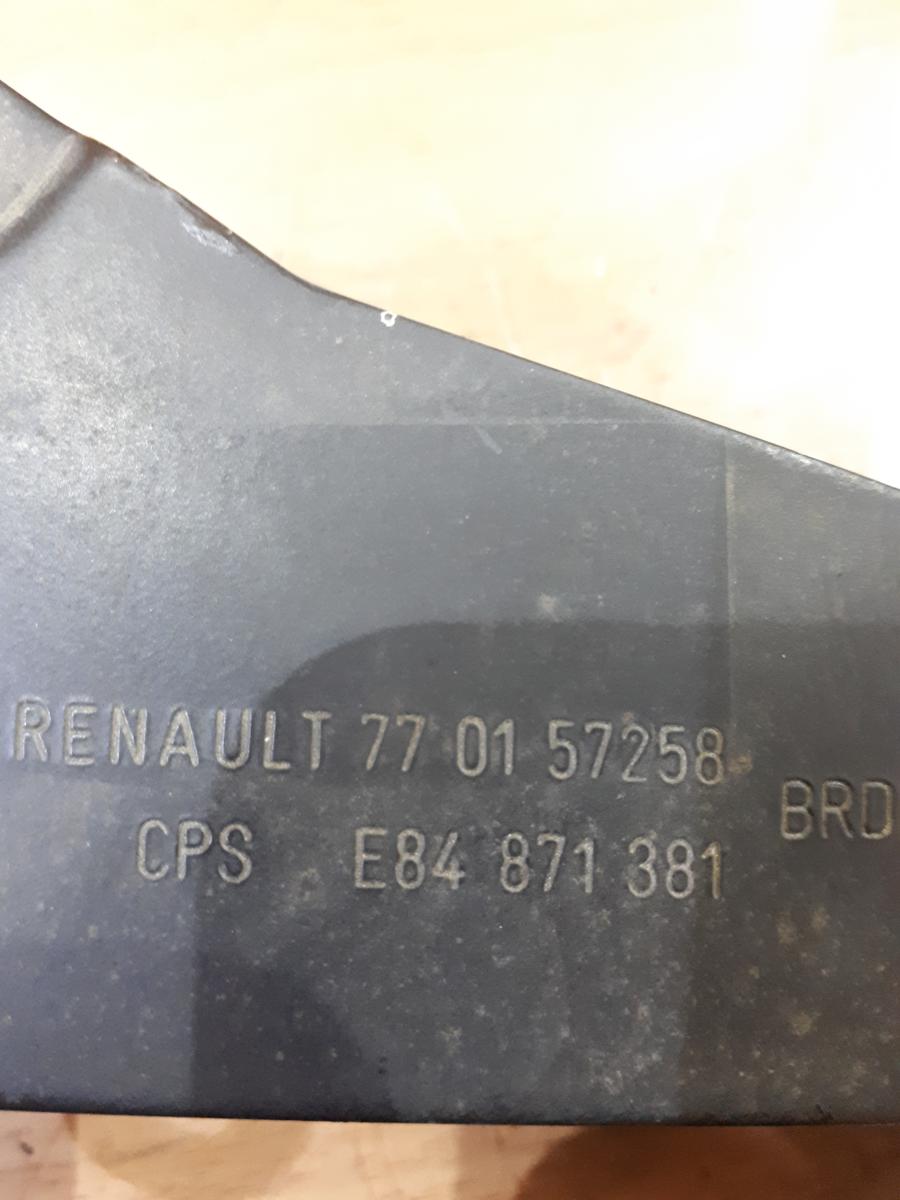 RENAULT 77 01 57258
BRD
CPS E84 871 381